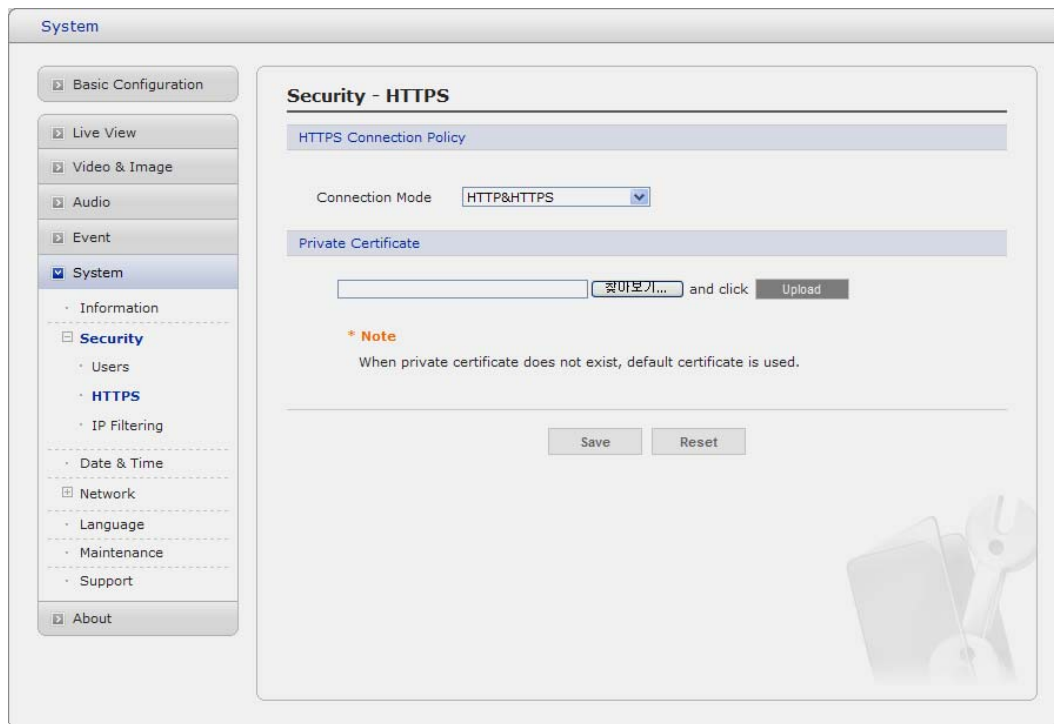 System
Basic Configuration
Live View
Video & Image
Audio
Event
System
Information
Security
Users
HTTPS
IP Filtering
Date & Time
Network
Language
Maintenance
Support
About
Security - HTTPS
HTTPS Connection Policy
Connection Mode HTTP&HTTPS
Private Certificate
찾아보기... and click Upload
* Note
When private certificate does not exist, default certificate is used.
Save Reset